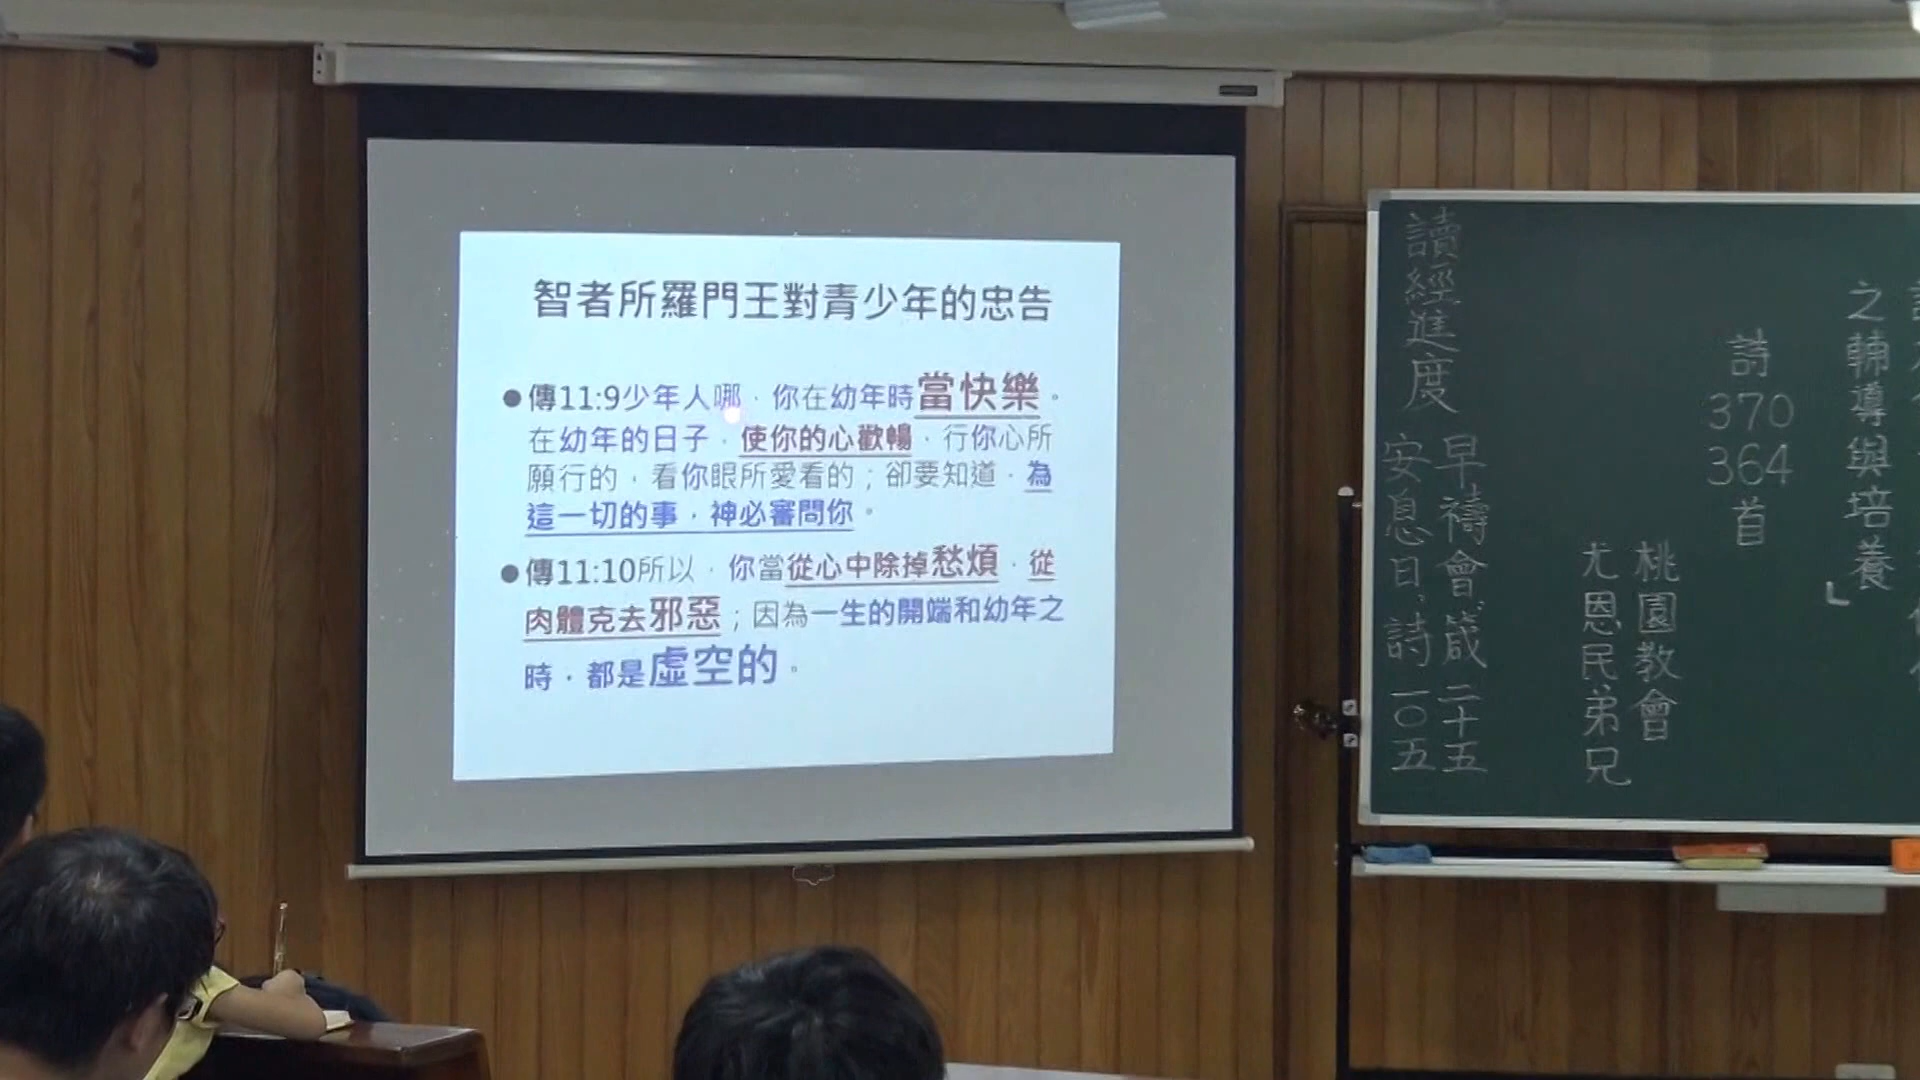 智者所羅門王對青少年的忠告
●傳11:9少年人哪，你在幼年時當快樂。
在幼年的日子，使你的心歡暢，行你心所
願行的，看你眼所愛看的；卻要知道，為
這一切的事，神必審問你。
●傳11:10所以，你當從心中除掉愁煩，從
肉體克去邪惡；因為一生的開端和幼年之
時，都是虛空的。
之輔導與培養」
詩
370
364
首
桃園教會
尤恩民弟兄
讀經進度
早禱會箴二十五
安息日，詩一〇五